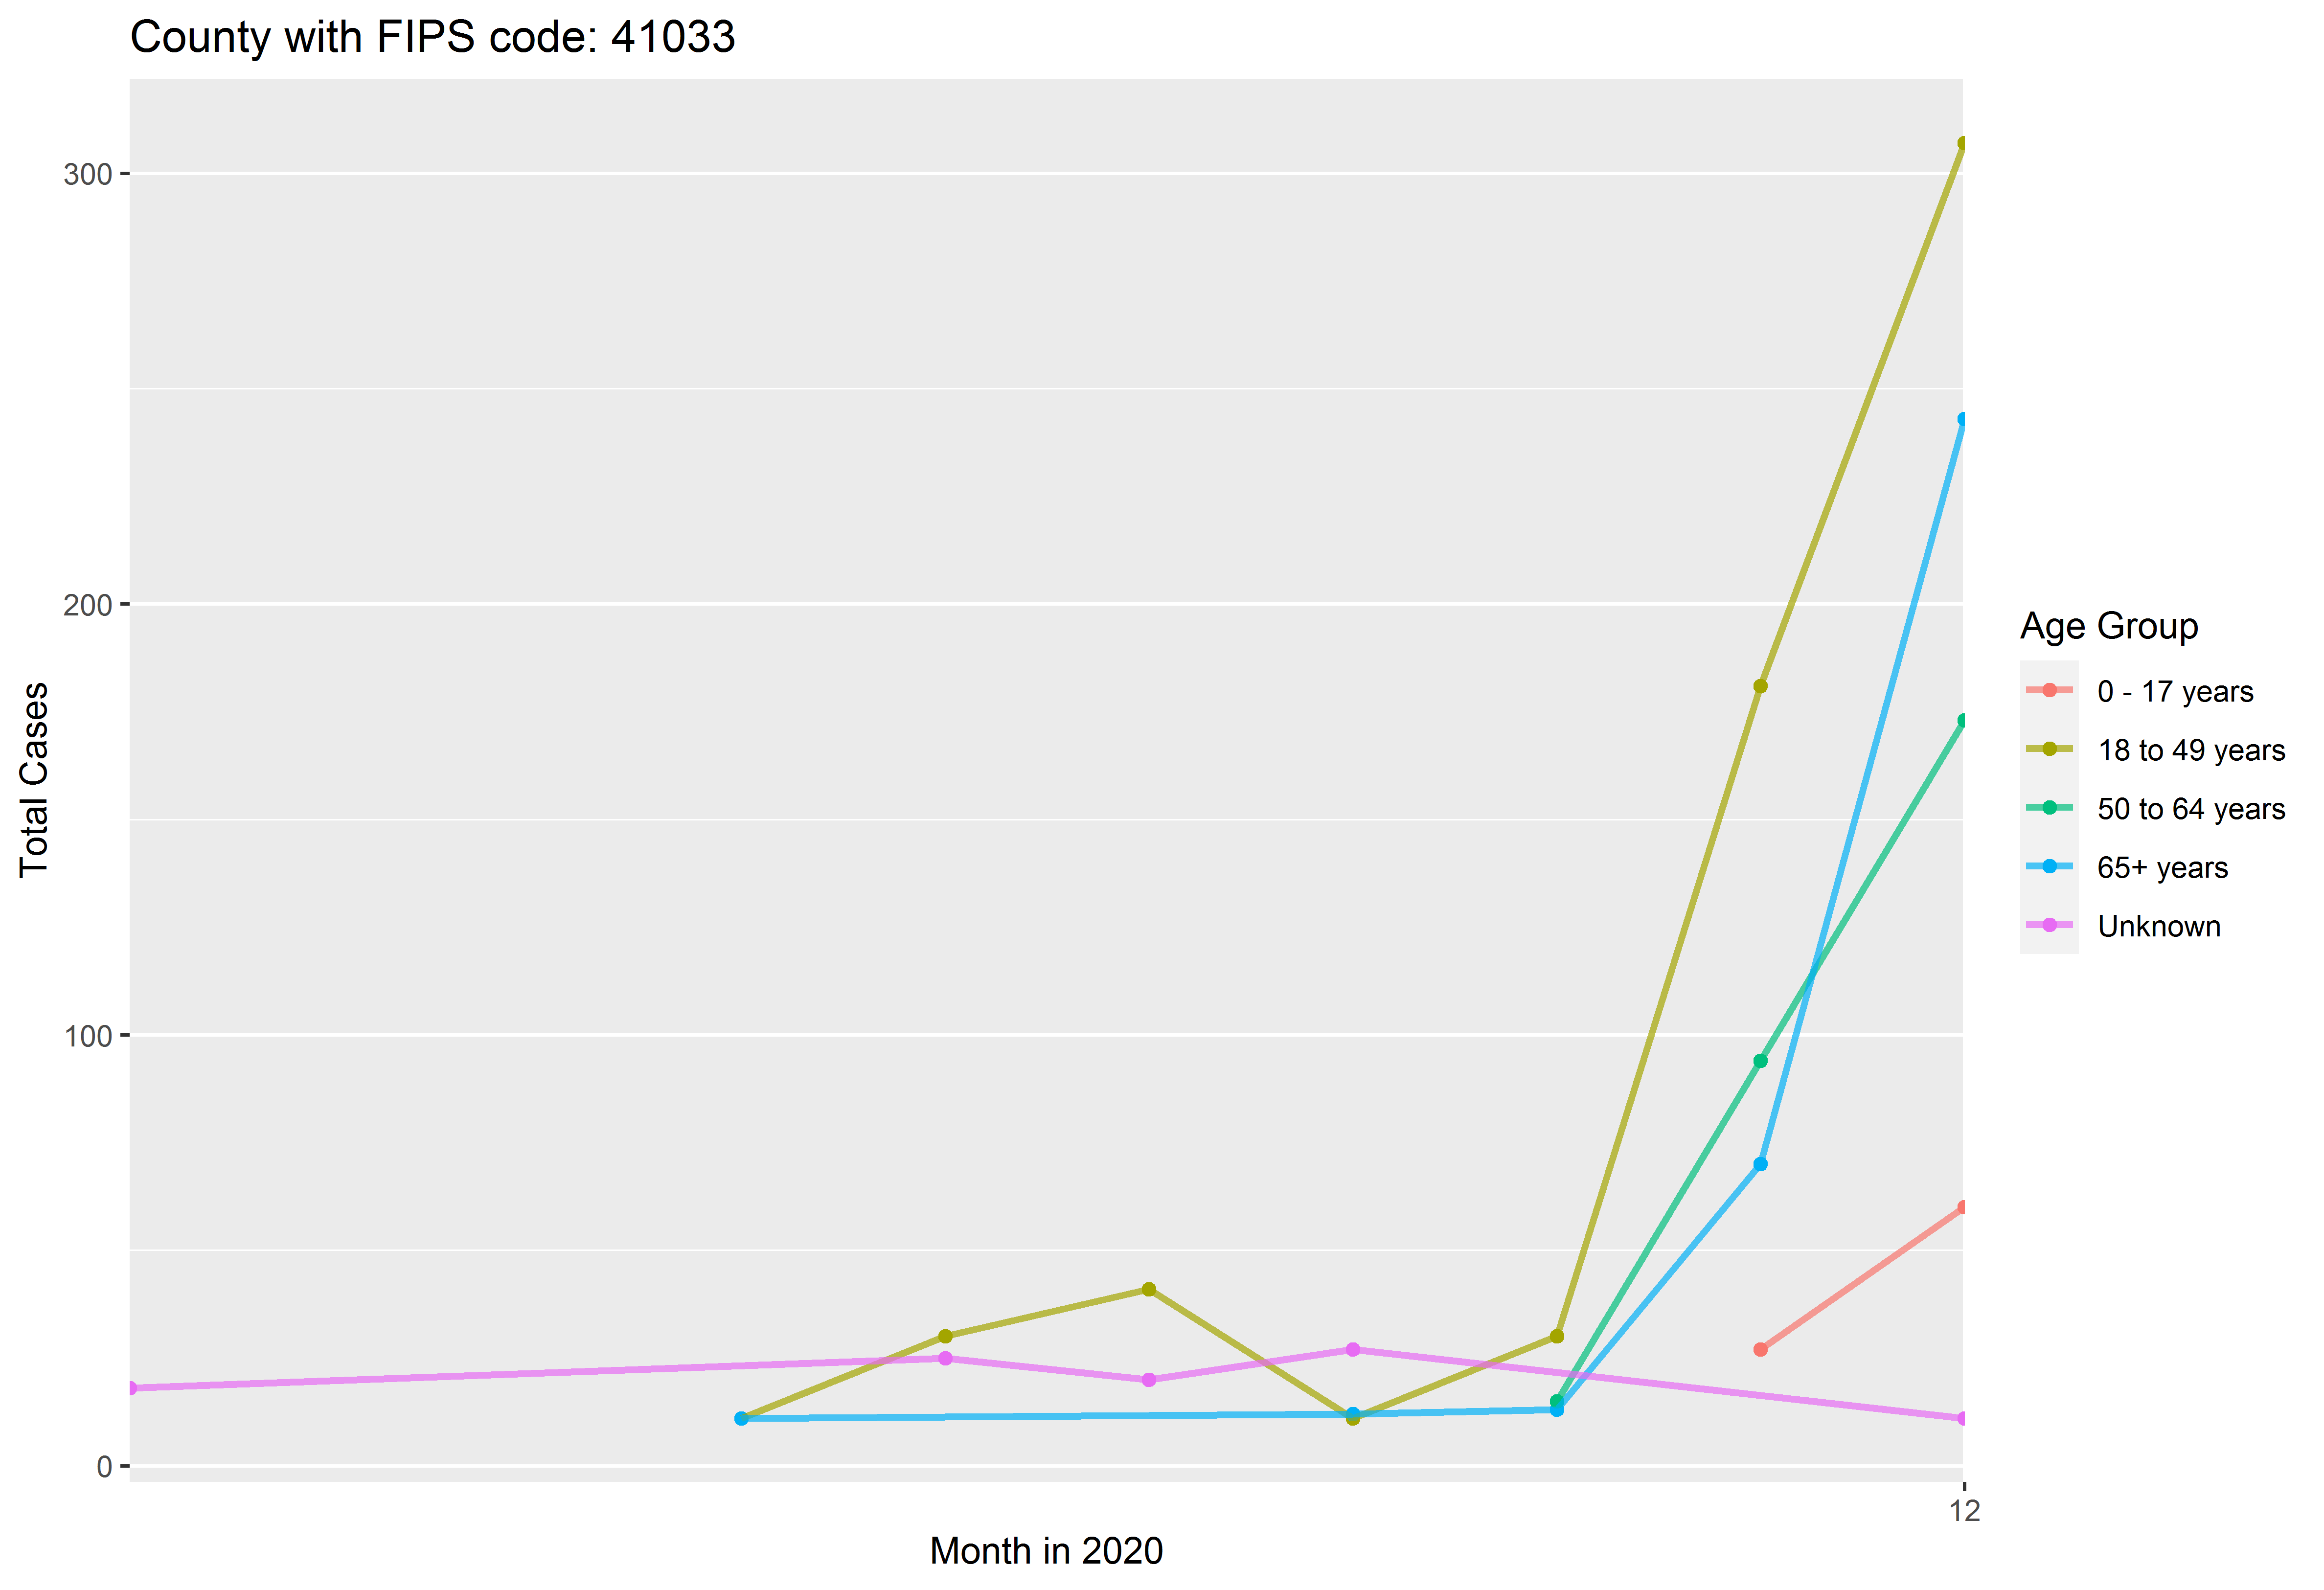 County with FIPS code: 41033
300
200
100
0
Total Cases
12
Month in 2020
Age Group
0 - 17 years
18 to 49 years
50 to 64 years
65+ years
Unknown